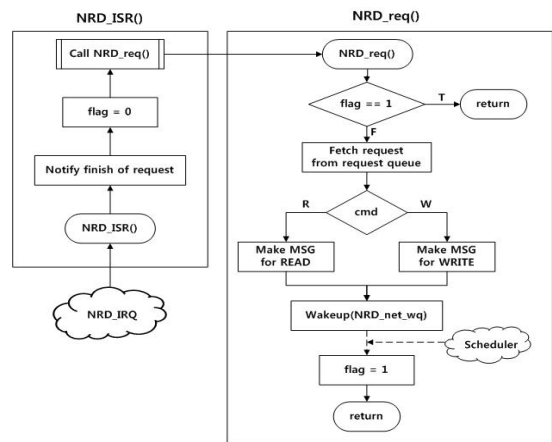 NRD_ISR()
Call NRD_req()
flag = 0
Notify finish of request
NRD_ISR()
NRD_IRQ
NRD_req()
NRD_req()
flag == 1
T
return
F
Fetch request
from request queue
R
cmd
W
Make MSG
for READ
Make MSG
for WRITE
Wakeup(NRD_net_wq)
Scheduler
flag = 1
return